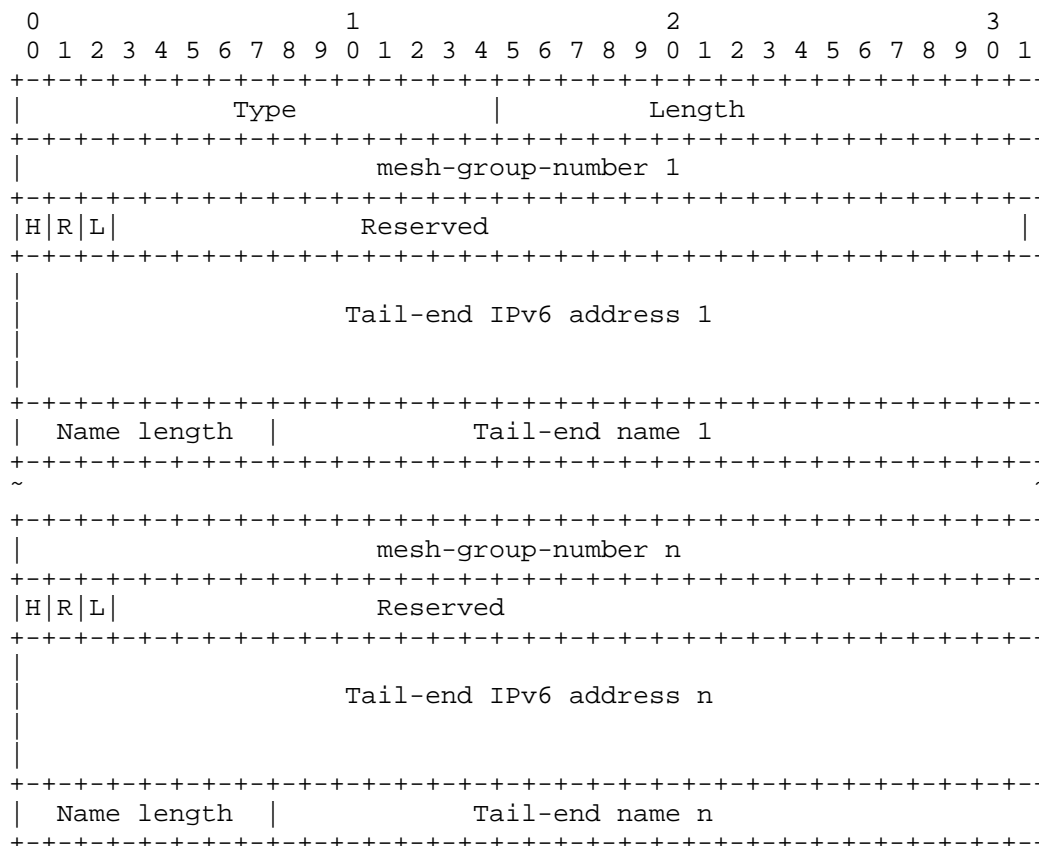 0                   1                   2                   3
 0 1 2 3 4 5 6 7 8 9 0 1 2 3 4 5 6 7 8 9 0 1 2 3 4 5 6 7 8 9 0 1
+-+-+-+-+-+-+-+-+-+-+-+-+-+-+-+-+-+-+-+-+-+-+-+-+-+-+-+-+-+-+-+--
|             Type            |         Length
+-+-+-+-+-+-+-+-+-+-+-+-+-+-+-+-+-+-+-+-+-+-+-+-+-+-+-+-+-+-+-+--
|                      mesh-group-number 1
+-+-+-+-+-+-+-+-+-+-+-+-+-+-+-+-+-+-+-+-+-+-+-+-+-+-+-+-+-+-+-+--
|H|R|L|               Reserved                                 |
+-+-+-+-+-+-+-+-+-+-+-+-+-+-+-+-+-+-+-+-+-+-+-+-+-+-+-+-+-+-+-+--
|
|                    Tail-end IPv6 address 1
|
|
+-+-+-+-+-+-+-+-+-+-+-+-+-+-+-+-+-+-+-+-+-+-+-+-+-+-+-+-+-+-+-+--
|  Name length  |            Tail-end name 1
+-+-+-+-+-+-+-+-+-+-+-+-+-+-+-+-+-+-+-+-+-+-+-+-+-+-+-+-+-+-+-+--
~                                                               ~
+-+-+-+-+-+-+-+-+-+-+-+-+-+-+-+-+-+-+-+-+-+-+-+-+-+-+-+-+-+-+-+--
|                      mesh-group-number n
+-+-+-+-+-+-+-+-+-+-+-+-+-+-+-+-+-+-+-+-+-+-+-+-+-+-+-+-+-+-+-+--
|H|R|L|                Reserved
+-+-+-+-+-+-+-+-+-+-+-+-+-+-+-+-+-+-+-+-+-+-+-+-+-+-+-+-+-+-+-+--
|
|                    Tail-end IPv6 address n
|
|
+-+-+-+-+-+-+-+-+-+-+-+-+-+-+-+-+-+-+-+-+-+-+-+-+-+-+-+-+-+-+-+--
|  Name length  |            Tail-end name n
+-+-+-+-+-+-+-+-+-+-+-+-+-+-+-+-+-+-+-+-+-+-+-+-+-+-+-+-+-+-+-+--